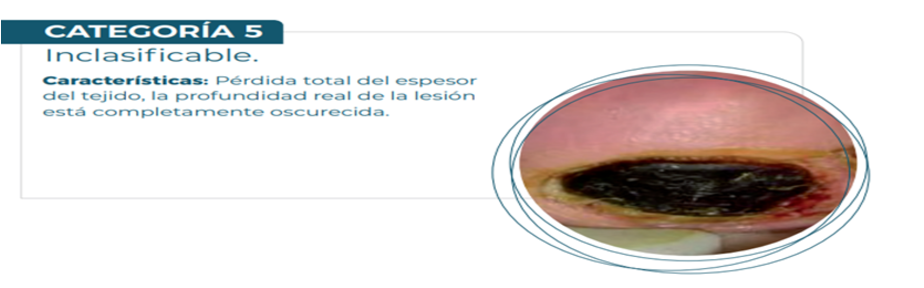 CATEGORÍA 5
Inclasificable.
Características: Pérdida total del espesor
del tejido, la profundidad real de la lesión
está completamente oscurecida.